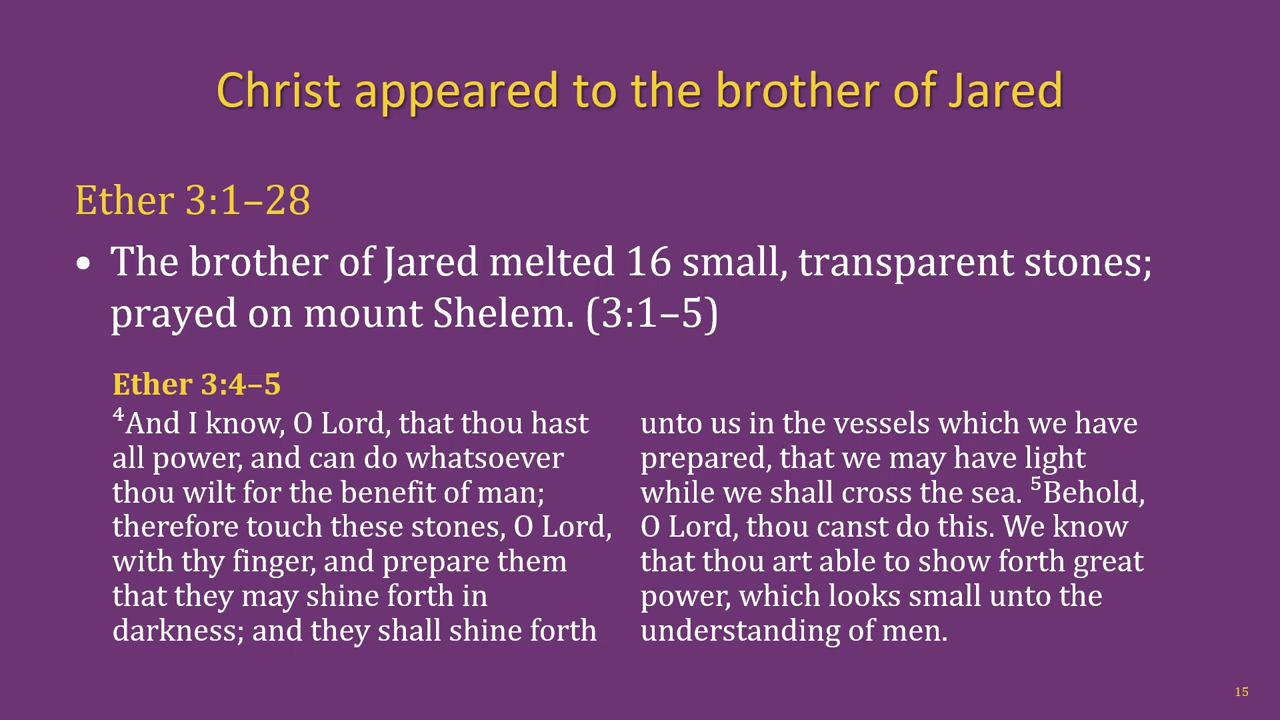 Christ appeared to the brother of Jared
Ether 3:1–28
• The brother of Jared melted 16 small, transparent stones;
prayed on mount Shelem. (3:1–5)
Ether 3:4–5
⁴And I know, O Lord, that thou hast
all power, and can do whatsoever
thou wilt for the benefit of man;
therefore touch these stones, O Lord,
with thy finger, and prepare them
that they may shine forth in
darkness; and they shall shine forth
unto us in the vessels which we have
prepared, that we may have light
while we shall cross the sea. ⁵Behold,
O Lord, thou canst do this. We know
that thou art able to show forth great
power, which looks small unto the
understanding of men.
15